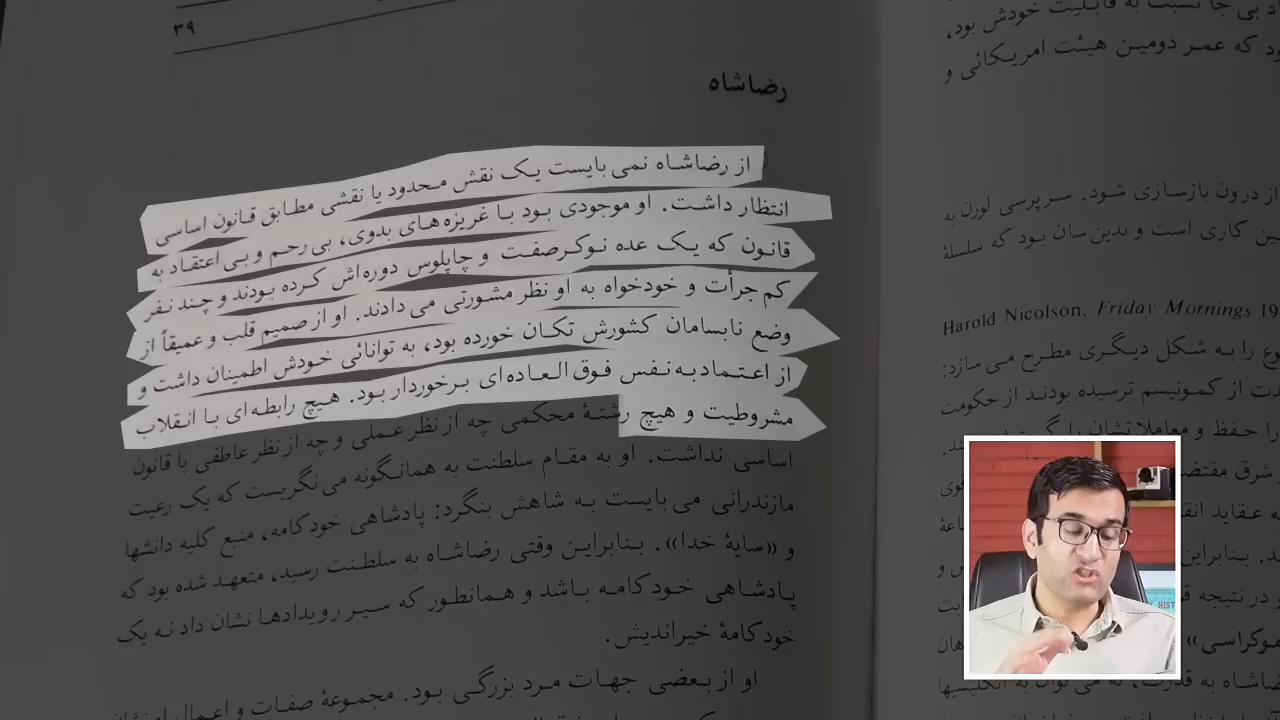 ۳۹
رضاشاه
از رضاشاه نمی بایست یک نقش محدود یا نقشی مطابق قانون اساسی
انتظار داشت. او موجودی بود با غریزه‌های بدوی، بی رحم و بی اعتقاد به
قانون که یک عده نوکرصفت و چاپلوس دوره‌اش کرده بودند و چند نفر
کم جرأت و خودخواه به او نظر مشورتی می دادند. او از صمیم قلب و عمیقاً از
وضع نابسامان کشورش تکان خورده بود، به توانائی خودش اطمینان داشت و
از اعتمادبه‌نفس فوق العاده‌ای برخوردار بود. هیچ رابطه‌ای با انقلاب
مشروطیت و هیچ رشتهٔ محکمی چه از نظر عملی و چه از نظر عاطفی با قانون
اساسی نداشت. او به مقام سلطنت به همانگونه می‌نگریست که یک رعیت
مازندرانی می بایست به شاهش بنگرد: پادشاهی خودکامه، منبع کلیه دانشها
و «سایهٔ خدا». بنابراین وقتی رضاشاه به سلطنت رسید، متعهد شده بود که
پادشاهی خودکامه باشد و همانطور که سیر رویدادها نشان داد نه یک
خودکامهٔ خیراندیش.
او از بعضی جهات مرد بزرگی بود. مجموعهٔ صفات و اعمال او نشان
بی جا نسبت به قابلیت خودش بود،
که عمر دومین هیئت امریکائی و
از درون بازسازی شود. سرپرسی لورن به
کاری است و بدین سان بود که سلسلهٔ
Harold Nicolson, Friday Mornings
را به شکل دیگری مطرح می سازد:
از کمونیسم ترسیده بودند از حکومت
را حفظ و معاملاتشان را
شرق
عقاید
بنابراین
در نتیجه
HIST